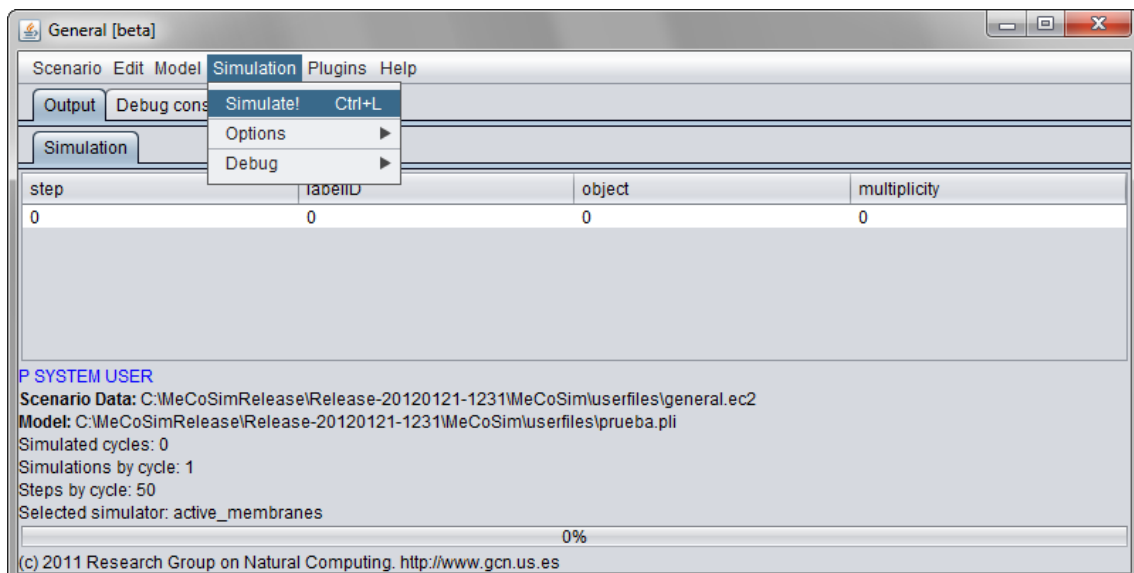 General [beta]
Scenario Edit Model Simulation Plugins Help
Output Debug cons
Simulate! Ctrl+L
Options
Simulation
Debug
step labelID object multiplicity
0 0 0 0
P SYSTEM USER
Scenario Data: C:\MeCoSimRelease\Release-20120121-1231\MeCoSim\userfiles\general.ec2
Model: C:\MeCoSimRelease\Release-20120121-1231\MeCoSim\userfiles\prueba.pli
Simulated cycles: 0
Simulations by cycle: 1
Steps by cycle: 50
Selected simulator: active_membranes
0%
(c) 2011 Research Group on Natural Computing. http://www.gcn.us.es